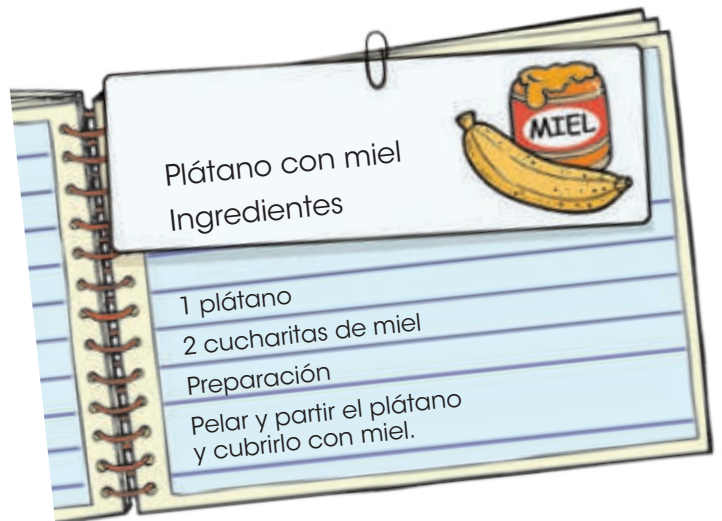 MIEL
Plátano con miel
Ingredientes
1 plátano
2 cucharitas de miel
Preparación
Pelar y partir el plátano
y cubrirlo con miel.